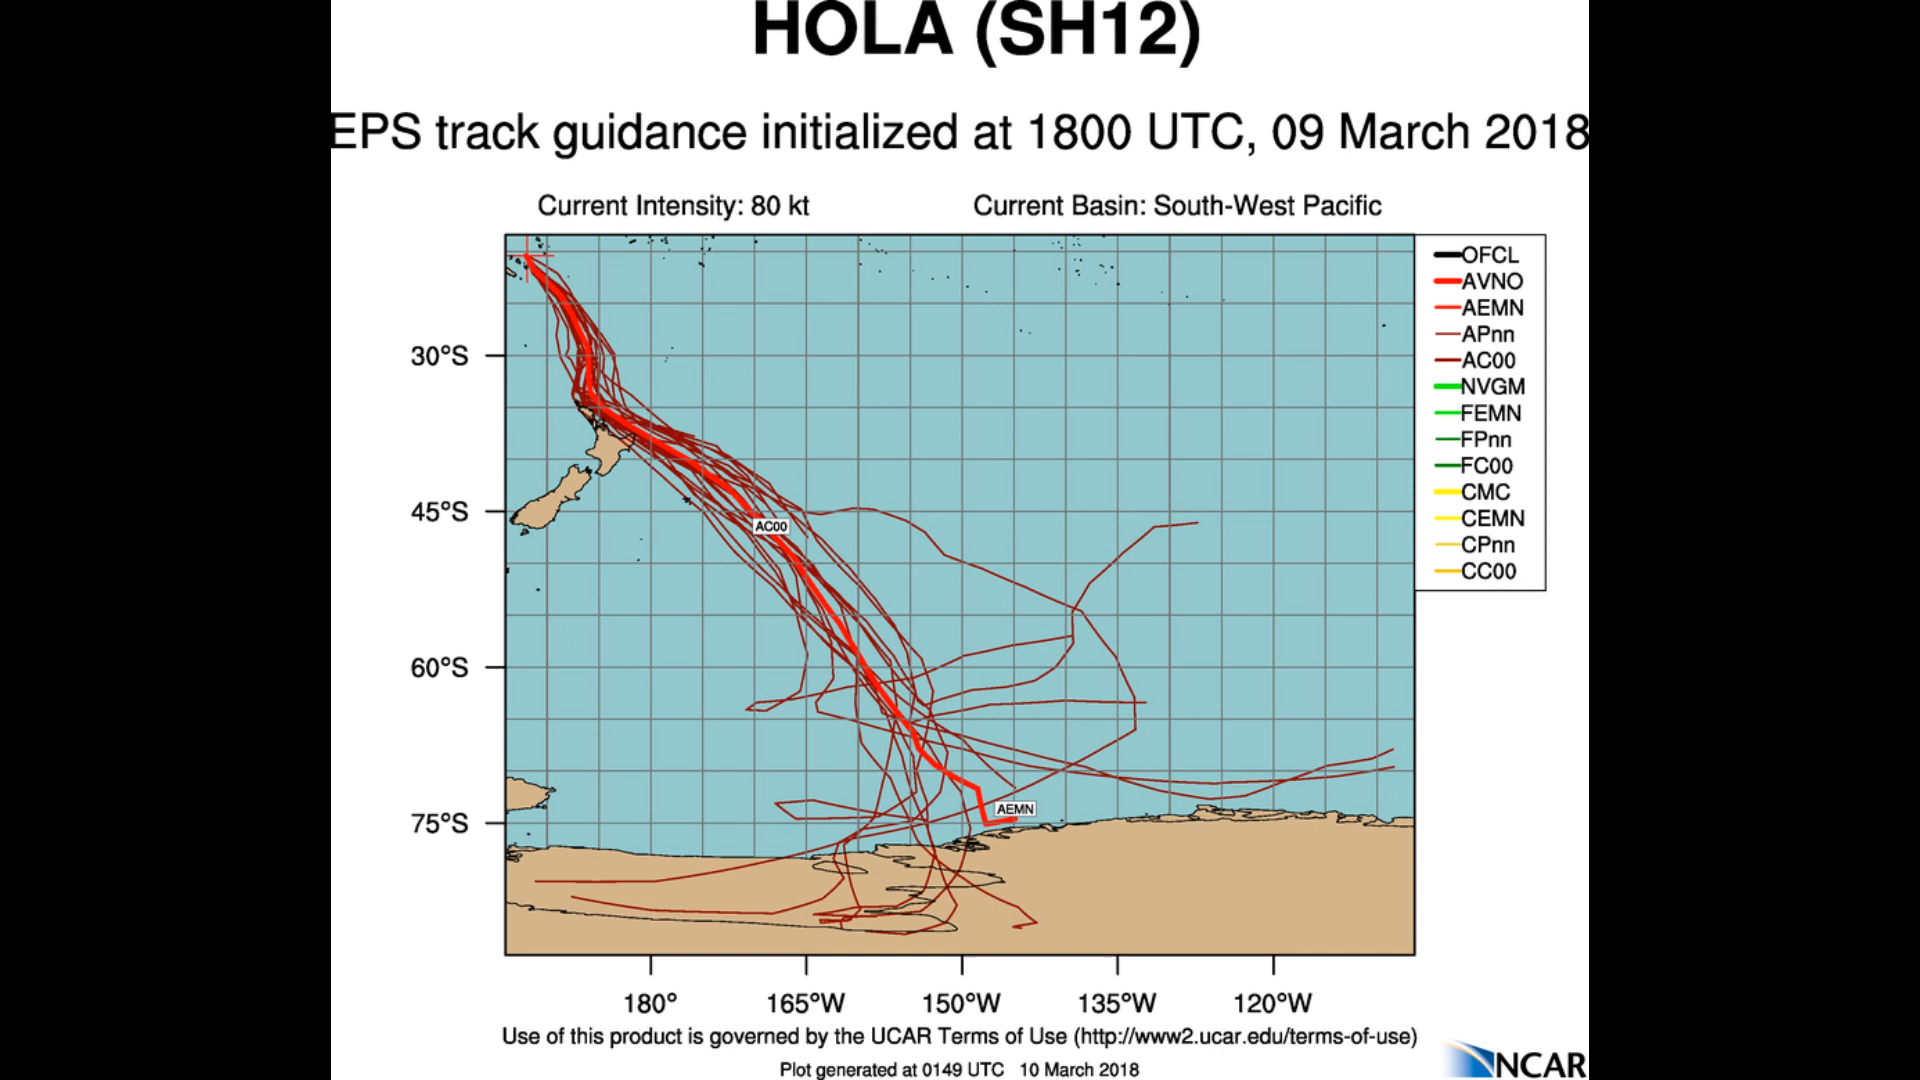 HOLA (SH12)
EPS track guidance initialized at 1800 UTC, 09 March 2018
Current Intensity: 80 kt
Current Basin: South-West Pacific
OFCL
AVNO
AEMN
APnn
AC00
NVGM
FEMN
FPnn
FC00
CMC
CEMN
CPnn
CC00
30°S
45°S
60°S
75°S
AC00
AEMN
180°
165°W
150°W
135°W
120°W
Use of this product is governed by the UCAR Terms of Use (http://www2.ucar.edu/terms-of-use)
Plot generated at 0149 UTC 10 March 2018
NCAR